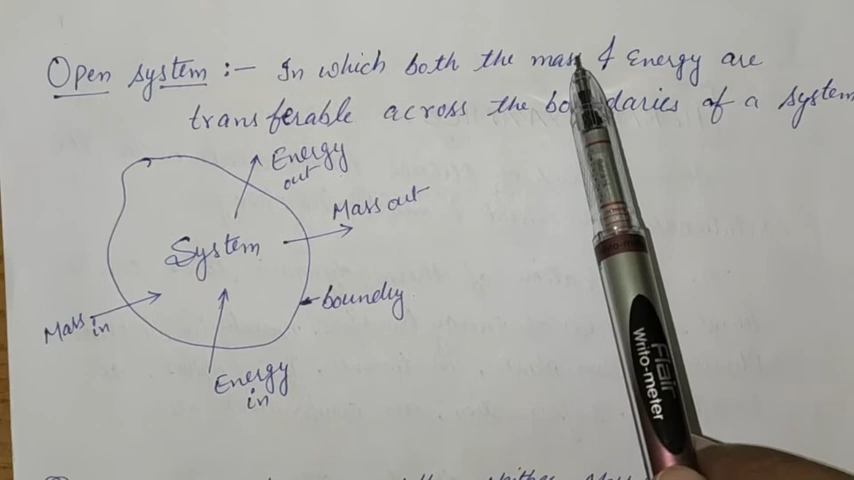 Open system :- In which both the mass & Energy are
transferable across the boundaries of a system
Energy
out
Mass out
System
boundry
Mass in
Energy
in
Flair
Writo-meter